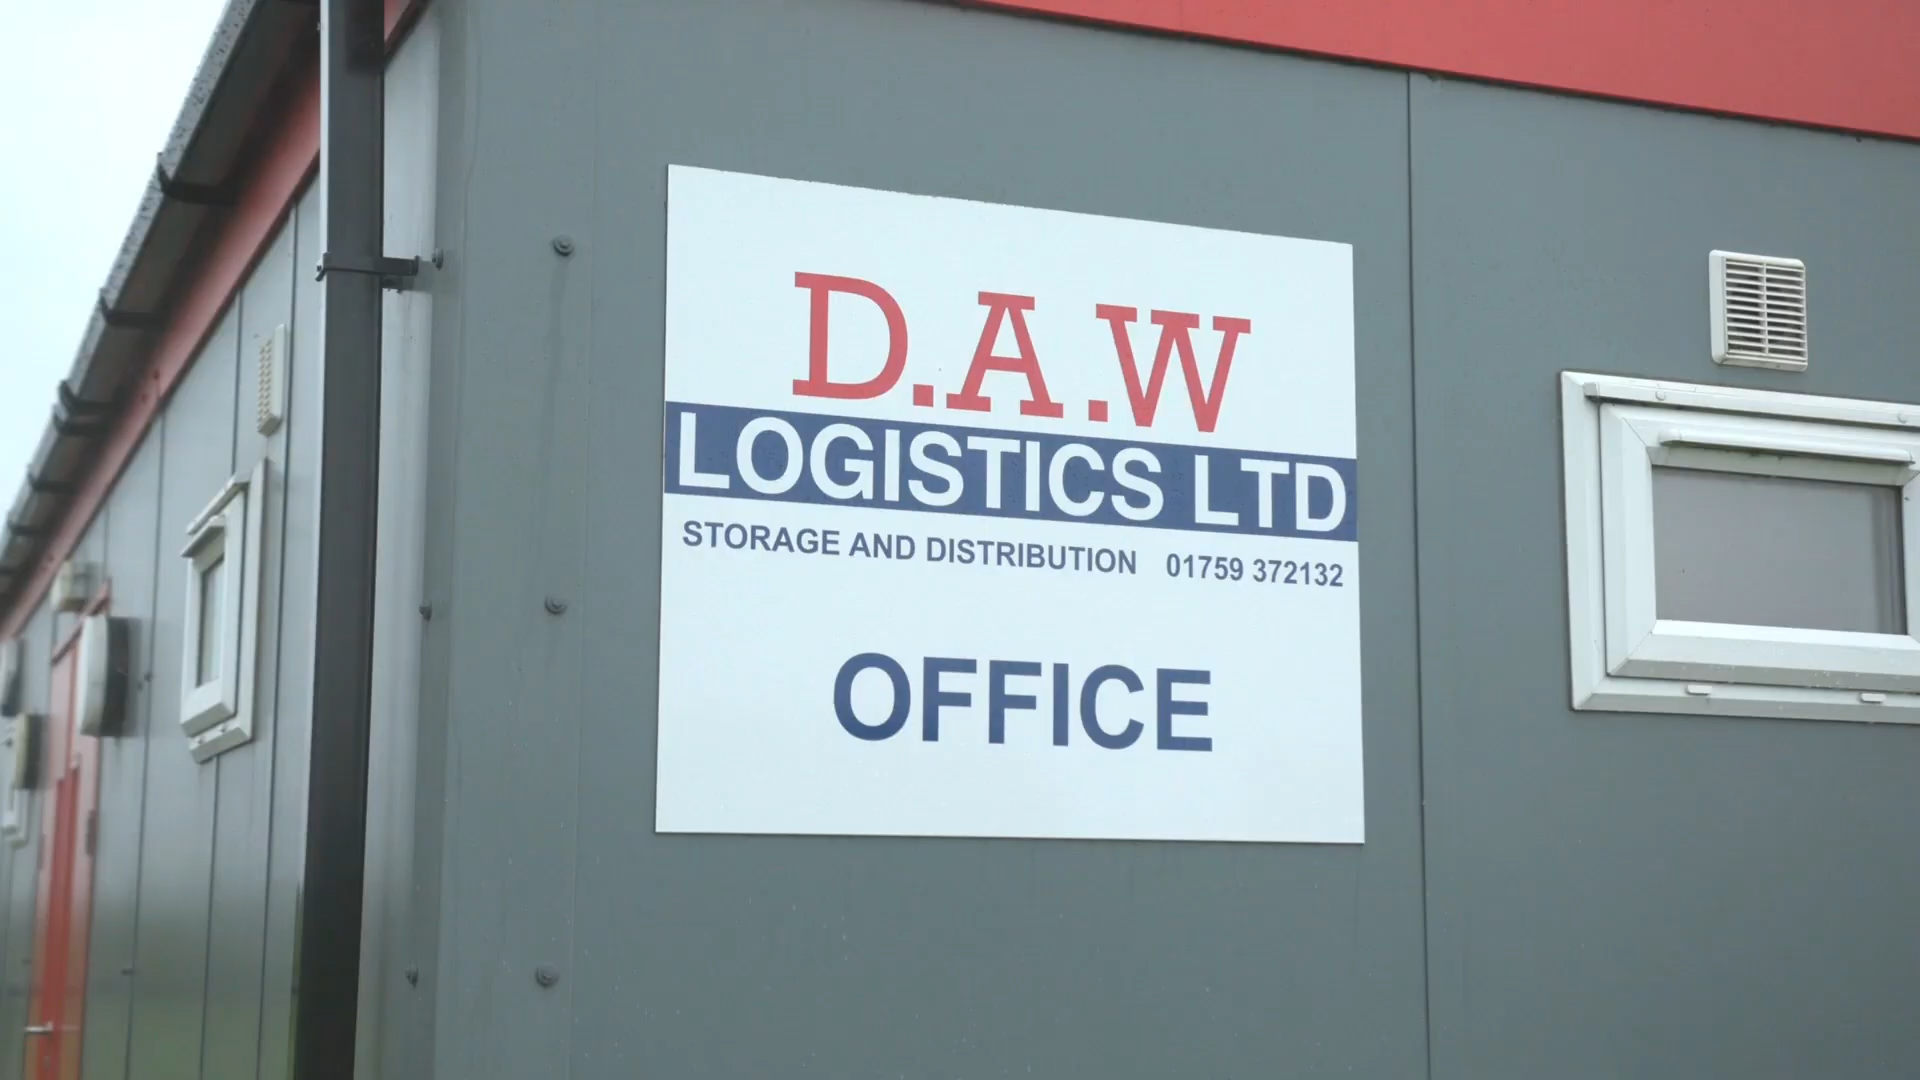 D.A.W
LOGISTICS LTD
STORAGE AND DISTRIBUTION 01759 372132
OFFICE